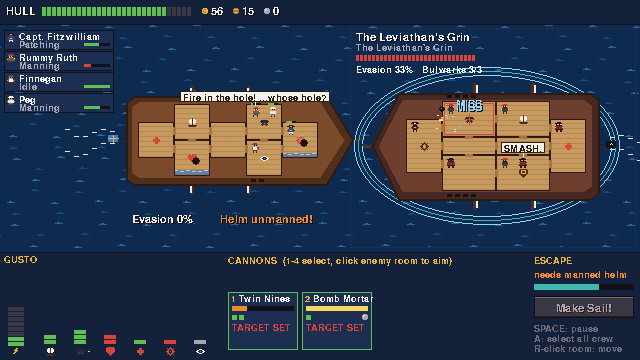 HULL 56 15 0
Capt. Fitzwilliam
Patching
Rummy Ruth
Manning
Finnegan
Idle
Peg
Manning
The Leviathan's Grin
The Leviathan's Grin
Evasion 33% Bulwarks 3/3
Fire in the hole! ...whose hole?
MISS
SMASH.
Evasion 0% Helm unmanned!
GUSTO
CANNONS (1-4 select, click enemy room to aim)
1 Twin Nines
TARGET SET
2 Bomb Mortar
TARGET SET
ESCAPE
needs manned helm
Make Sail!
SPACE: pause
A: select all crew
R-click room: move